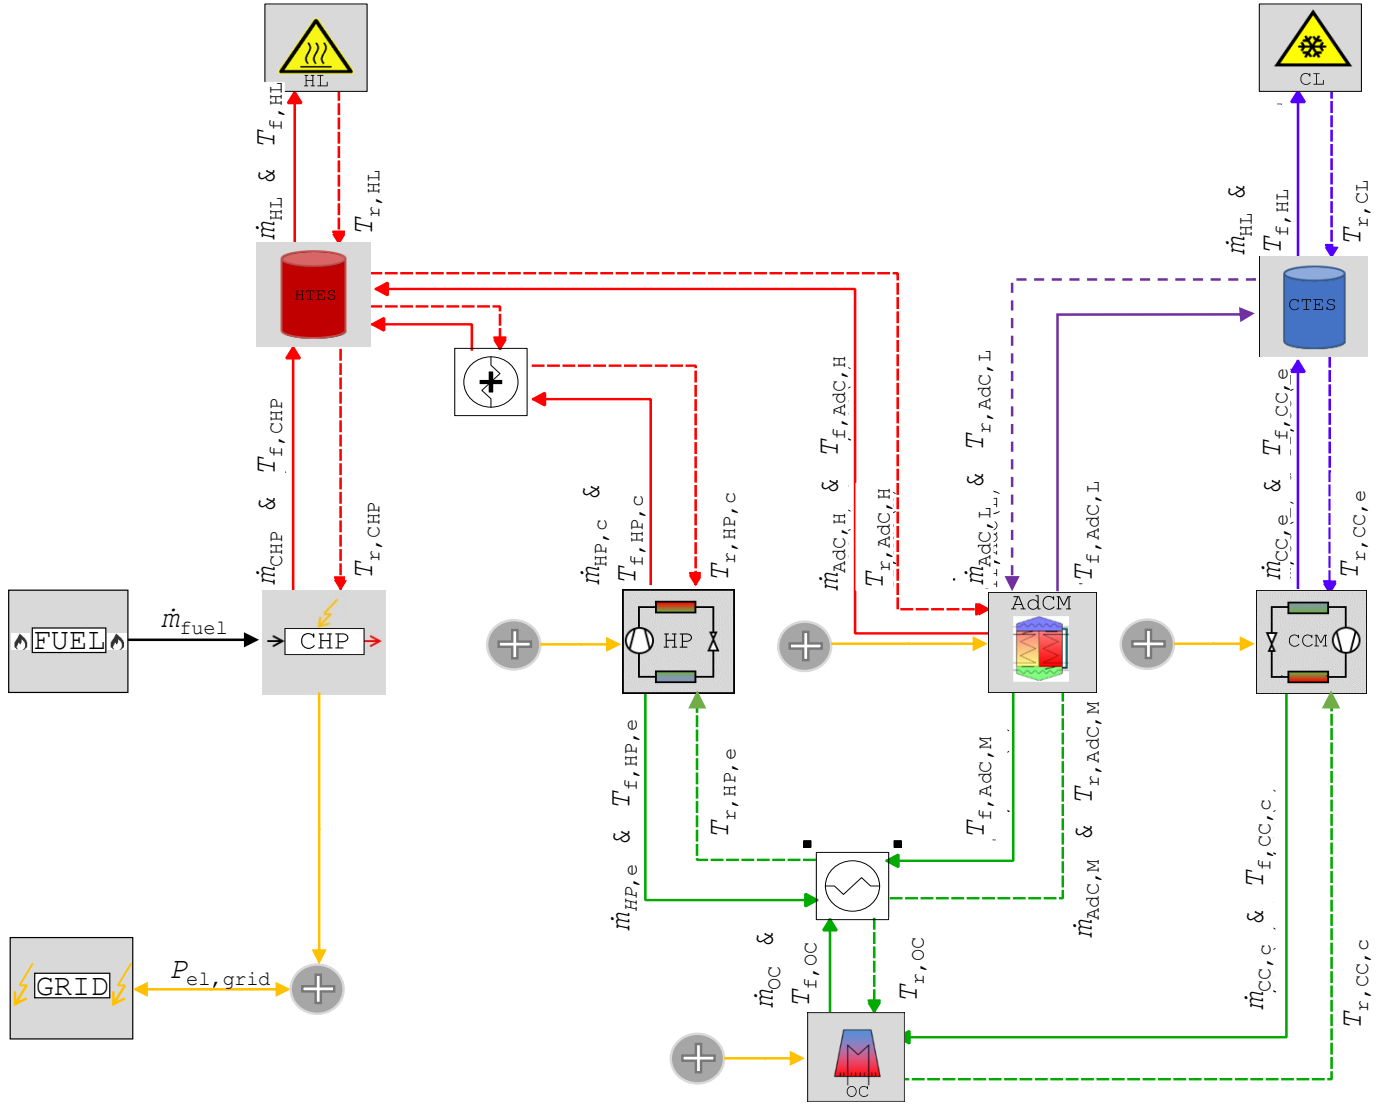 HL
CL
ṁHL & Tf,HL
Tr,HL
ṁHL &
Tf,HL
Tr,CL
HTES
CTES
ṁCHP & Tf,CHP
Tr,CHP
ṁHP,c &
Tf,HP,c
Tr,HP,c
ṁAdC,H & Tf,AdC,H
Tr,AdC,H
ṁAdC,L & Tr,AdC,L
Tf,AdC,L
ṁCC,e & Tf,CC,e
Tr,CC,e
FUEL
ṁfuel
CHP
HP
AdCM
CCM
ṁHP,e & Tf,HP,e
Tr,HP,e
Tf,AdC,M
ṁAdC,M & Tr,AdC,M
ṁCC,c & Tf,CC,c
Tr,CC,c
ṁOC &
Tf,OC
Tr,OC
GRID
Pel,grid
OC